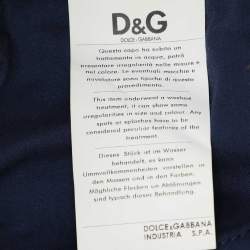 D&G
DOLCE & GABBANA
Questo capo ha subito un
trattamento in acqua, potrà
presentare irregolarità nelle misure e
nel colore. Le eventuali macchie e
nuvolature sono tipiche di questo
procedimento.
This item underwent a washed
treatment, it can show some
irregularities in size and colour. Any
spots or splashes have to be
considered peculiar features of the
treatment.
Dieses Stück ist im Wasser
behandelt, es kann
Unvollkommenheiten vorstellen in
den Massen und in den Farben.
Mögliche Flecken un Abtönungen
sind typisch dieser Behandlung.
DOLCE&GABBANA
INDUSTRIA S.P.A.